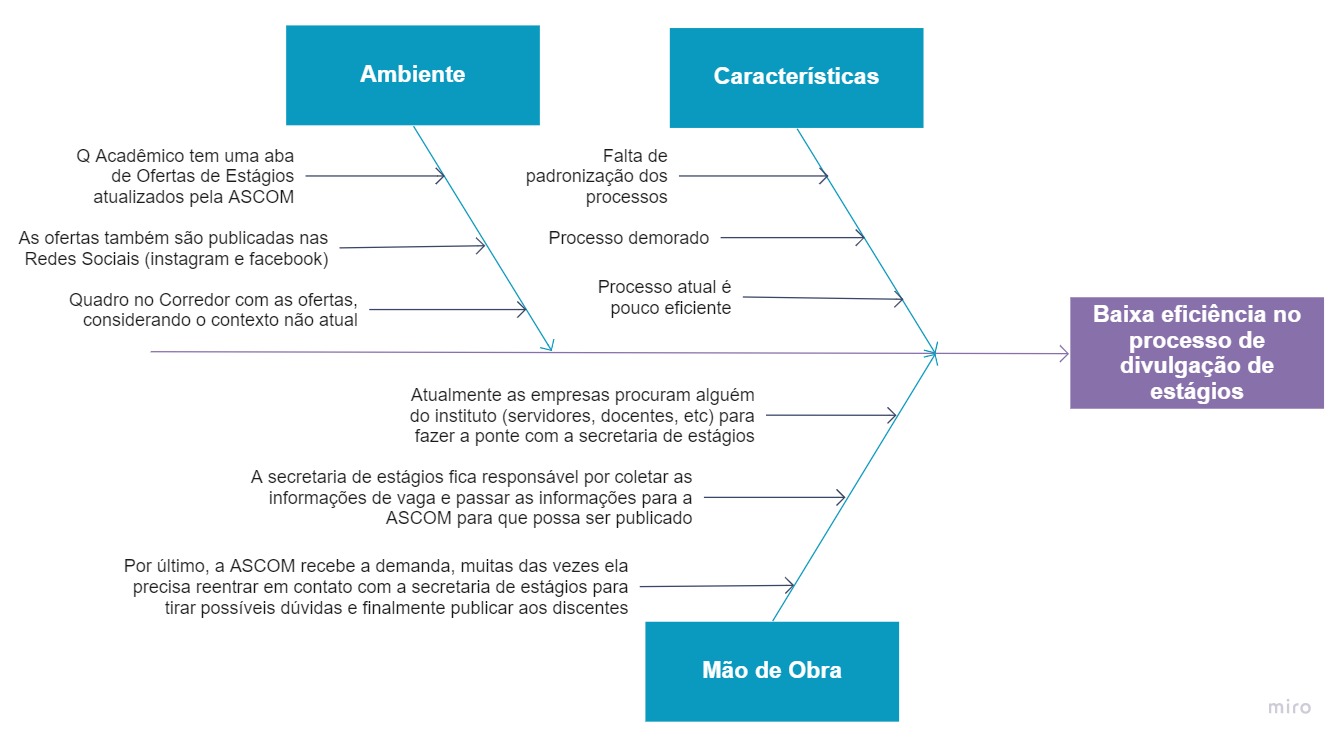 Ambiente
Características
Q Acadêmico tem uma aba
de Ofertas de Estágios
atualizados pela ASCOM
As ofertas também são publicadas nas
Redes Sociais (instagram e facebook)
Quadro no Corredor com as ofertas,
considerando o contexto não atual
Falta de
padronização dos
processos
Processo demorado
Processo atual é
pouco eficiente
Baixa eficiência no
processo de
divulgação de
estágios
Atualmente as empresas procuram alguém
do instituto (servidores, docentes, etc) para
fazer a ponte com a secretaria de estágios
A secretaria de estágios fica responsável por coletar as
informações de vaga e passar as informações para a
ASCOM para que possa ser publicado
Por último, a ASCOM recebe a demanda, muitas das vezes ela
precisa reentrar em contato com a secretaria de estágios para
tirar possíveis dúvidas e finalmente publicar aos discentes
Mão de Obra
miro